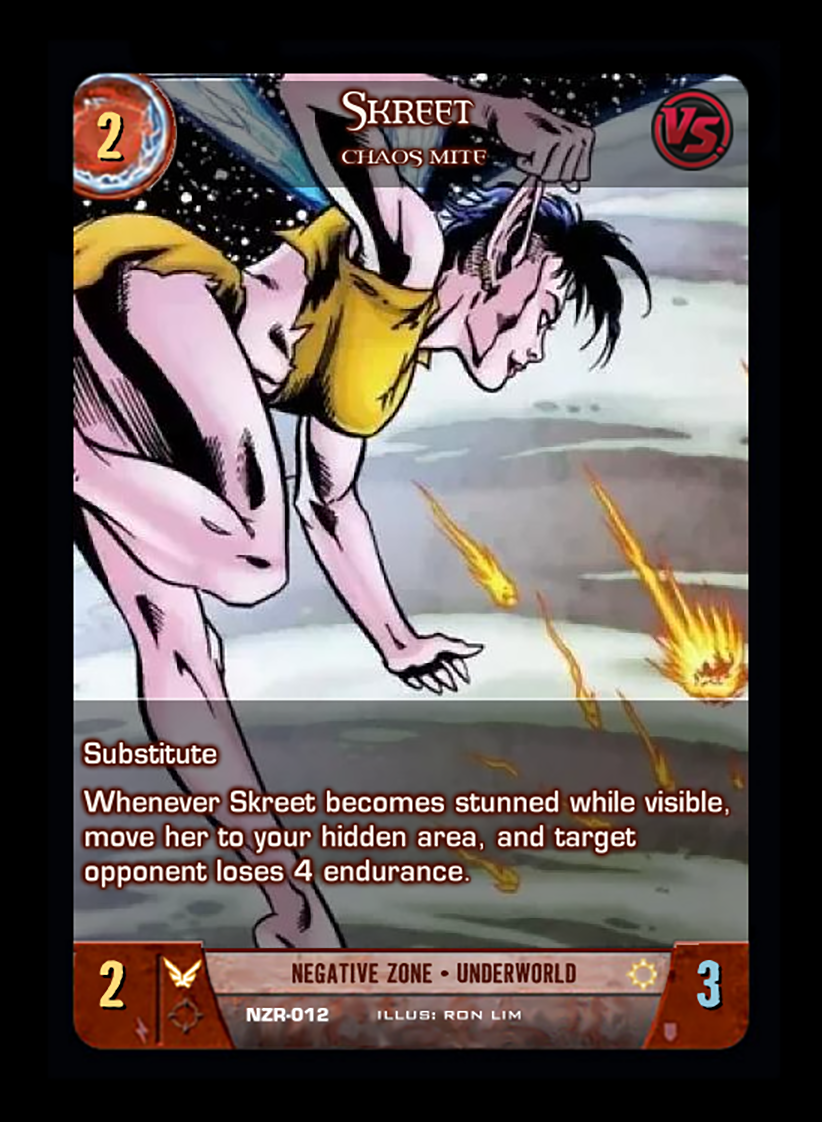 2
SKREET
CHAOS MITE
VS.
Substitute
Whenever Skreet becomes stunned while visible,
move her to your hidden area, and target
opponent loses 4 endurance.
2
NEGATIVE ZONE • UNDERWORLD
3
NZR-012
ILLUS: RON LIM